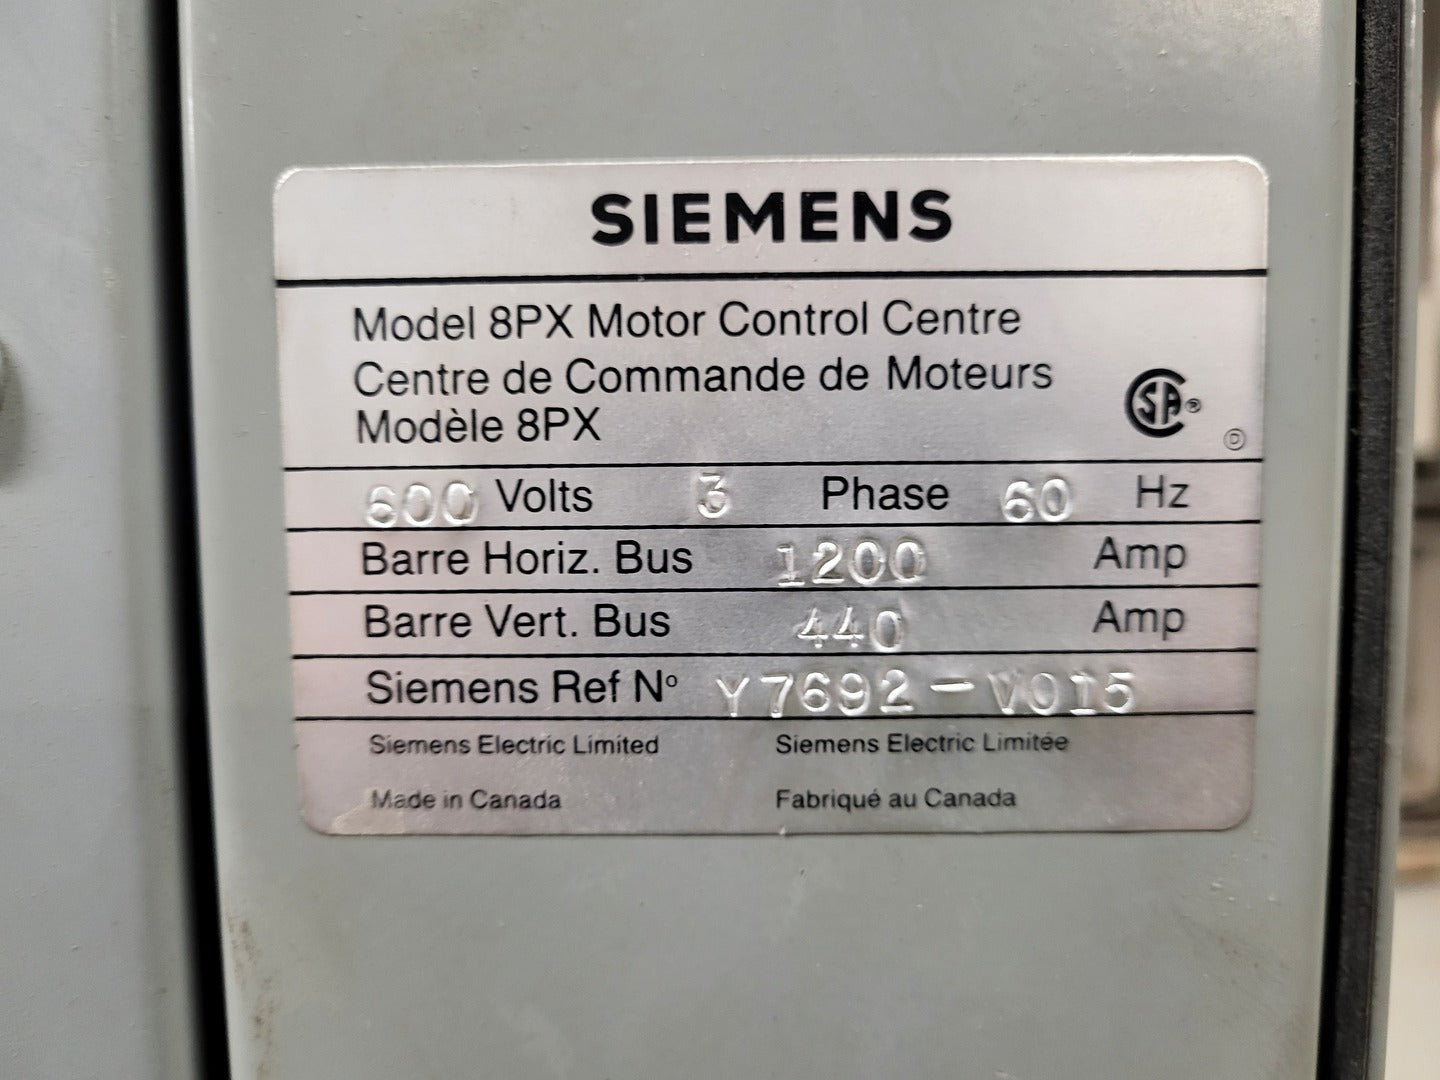 SIEMENS
Model 8PX Motor Control Centre
Centre de Commande de Moteurs
Modèle 8PX
CSA®
Ⓓ
600 Volts 3 Phase 60 Hz
Barre Horiz. Bus 1200 Amp
Barre Vert. Bus 440 Amp
Siemens Ref Nº Y7692-V015
Siemens Electric Limited Siemens Electric Limitée
Made in Canada Fabriqué au Canada